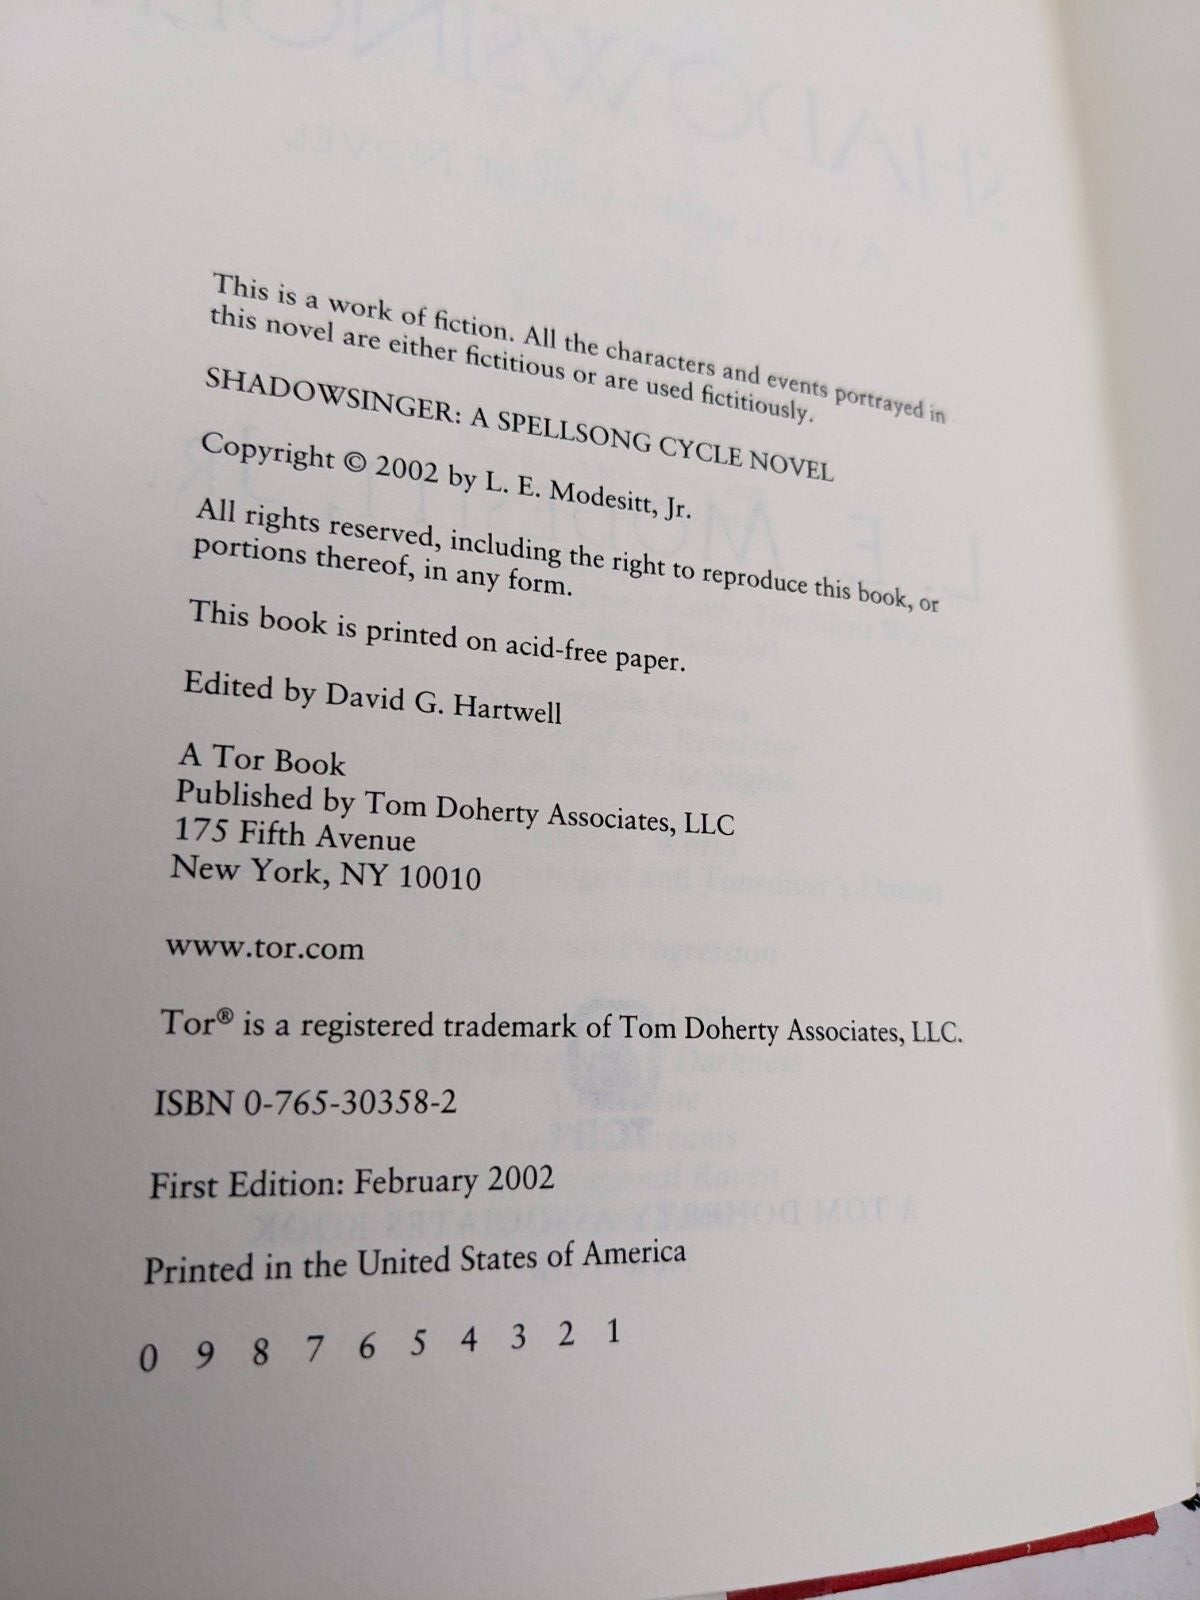 This is a work of fiction. All the characters and events portrayed in
this novel are either fictitious or are used fictitiously.
SHADOWSINGER: A SPELLSONG CYCLE NOVEL
Copyright © 2002 by L. E. Modesitt, Jr.
All rights reserved, including the right to reproduce this book, or
portions thereof, in any form.
This book is printed on acid-free paper.
Edited by David G. Hartwell
A Tor Book
Published by Tom Doherty Associates, LLC
175 Fifth Avenue
New York, NY 10010
www.tor.com
Tor® is a registered trademark of Tom Doherty Associates, LLC.
ISBN 0-765-30358-2
First Edition: February 2002
Printed in the United States of America
0 9 8 7 6 5 4 3 2 1